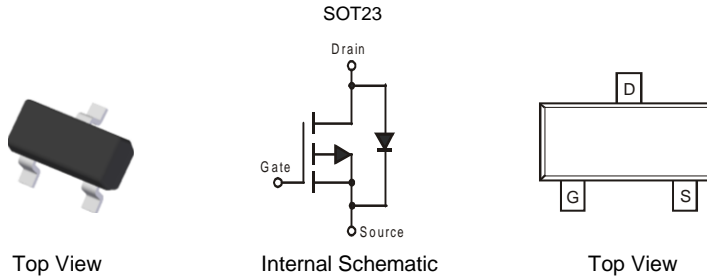 SOT23
Drain
Gate
Source
D
G
S
Top View
Internal Schematic
Top View